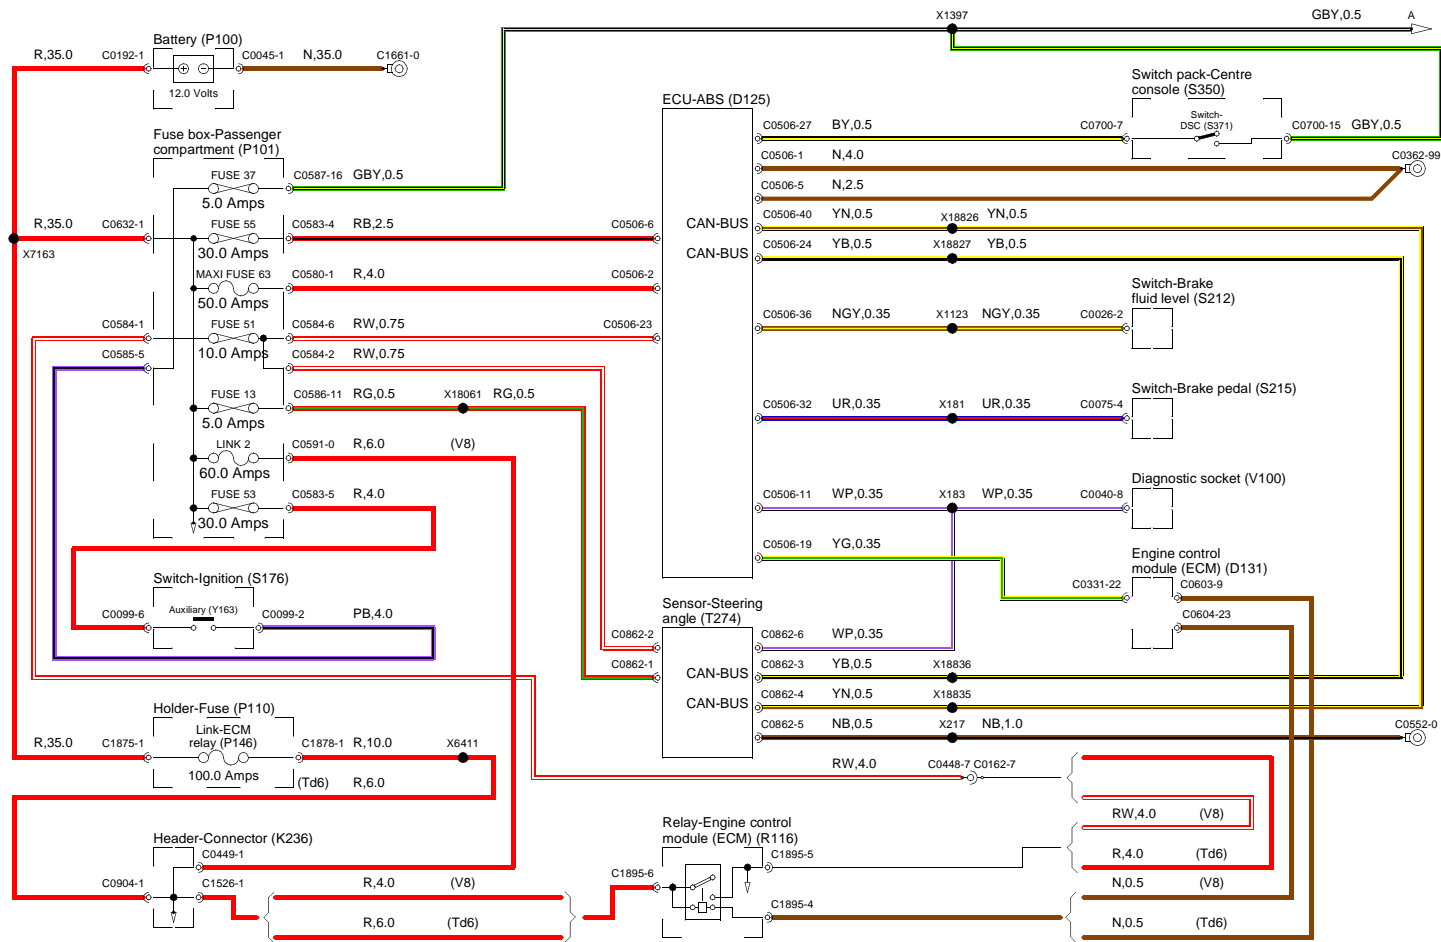 X1397
GBY,0.5
A
Battery (P100)
R,35.0
C0192-1
C0045-1
N,35.0
C1661-0
12.0 Volts
Switch pack-Centre
console (S350)
Switch-
DSC (S371)
C0700-7
C0700-15
GBY,0.5
ECU-ABS (D125)
C0506-27
BY,0.5
C0506-1
N,4.0
C0362-99
C0506-5
N,2.5
CAN-BUS
C0506-40
YN,0.5
X18826
YN,0.5
CAN-BUS
C0506-24
YB,0.5
X18827
YB,0.5
Fuse box-Passenger
compartment (P101)
FUSE 37
5.0 Amps
C0587-16
GBY,0.5
R,35.0
C0632-1
X7163
FUSE 55
30.0 Amps
C0583-4
RB,2.5
C0506-6
MAXI FUSE 63
50.0 Amps
C0580-1
R,4.0
C0506-2
C0584-1
FUSE 51
10.0 Amps
C0584-6
RW,0.75
C0506-23
C0585-5
C0584-2
RW,0.75
FUSE 13
5.0 Amps
C0586-11
RG,0.5
X18061
RG,0.5
LINK 2
60.0 Amps
C0591-0
R,6.0
(V8)
FUSE 53
30.0 Amps
C0583-5
R,4.0
Switch-Brake
fluid level (S212)
C0506-36
NGY,0.35
X1123
NGY,0.35
C0026-2
Switch-Brake pedal (S215)
C0506-32
UR,0.35
X181
UR,0.35
C0075-4
Diagnostic socket (V100)
C0506-11
WP,0.35
X183
WP,0.35
C0040-8
C0506-19
YG,0.35
Engine control
module (ECM) (D131)
C0331-22
C0603-9
C0604-23
Switch-Ignition (S176)
Auxiliary (Y163)
C0099-6
C0099-2
PB,4.0
Sensor-Steering
angle (T274)
C0862-2
C0862-6
WP,0.35
C0862-1
CAN-BUS
C0862-3
YB,0.5
X18836
CAN-BUS
C0862-4
YN,0.5
X18835
C0862-5
NB,0.5
X217
NB,1.0
C0552-0
Holder-Fuse (P110)
Link-ECM
relay (P146)
100.0 Amps
R,35.0
C1875-1
C1878-1
R,10.0
X6411
(Td6)
R,6.0
RW,4.0
C0448-7
C0162-7
RW,4.0
(V8)
R,4.0
(Td6)
N,0.5
(V8)
N,0.5
(Td6)
Header-Connector (K236)
C0449-1
C0904-1
C1526-1
R,4.0
(V8)
R,6.0
(Td6)
Relay-Engine control
module (ECM) (R116)
C1895-6
C1895-5
C1895-4